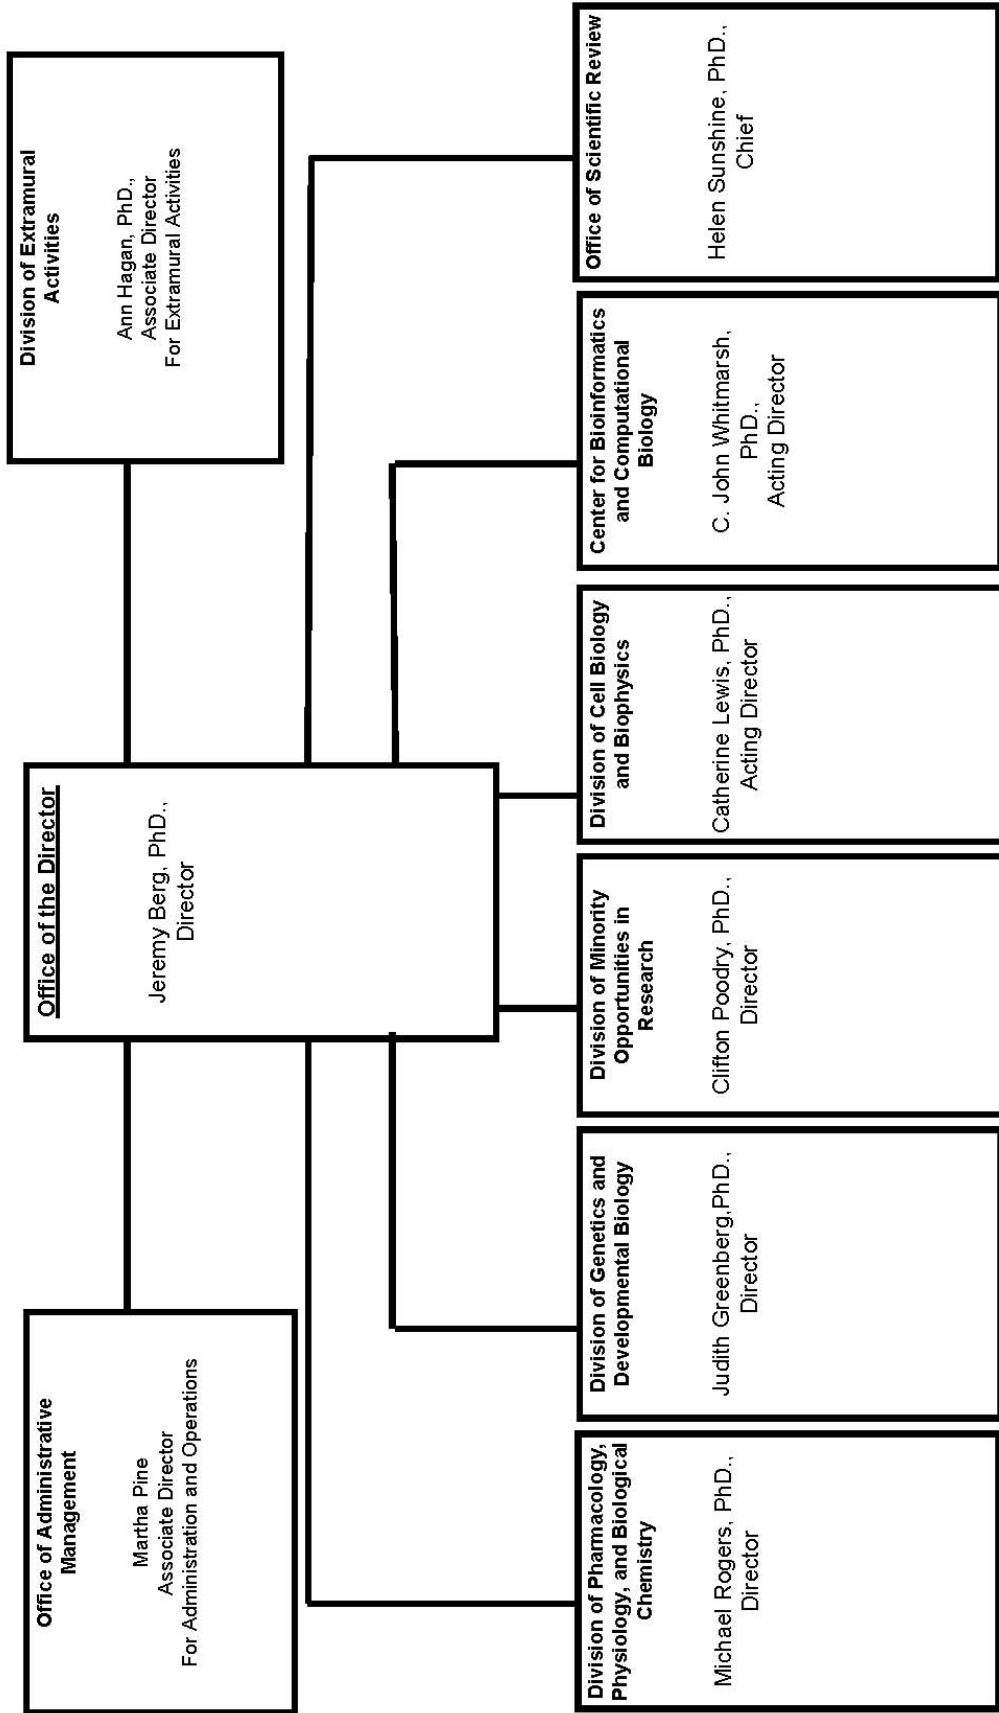 Office of Administrative
Management
Martha Pine
Associate Director
For Administration and Operations
Office of the Director
Jeremy Berg, PhD.,
Director
Division of Extramural
Activities
Ann Hagan, PhD.,
Associate Director
For Extramural Activities
Division of Pharmacology,
Physiology, and Biological
Chemistry
Michael Rogers, PhD.,
Director
Division of Genetics and
Developmental Biology
Judith Greenberg,PhD.,
Director
Division of Minority
Opportunities in
Research
Clifton Poodry, PhD.,
Director
Division of Cell Biology
and Biophysics
Catherine Lewis, PhD.,
Acting Director
Center for Bioinformatics
and Computational
Biology
C. John Whitmarsh,
PhD.,
Acting Director
Office of Scientific Review
Helen Sunshine, PhD.,
Chief